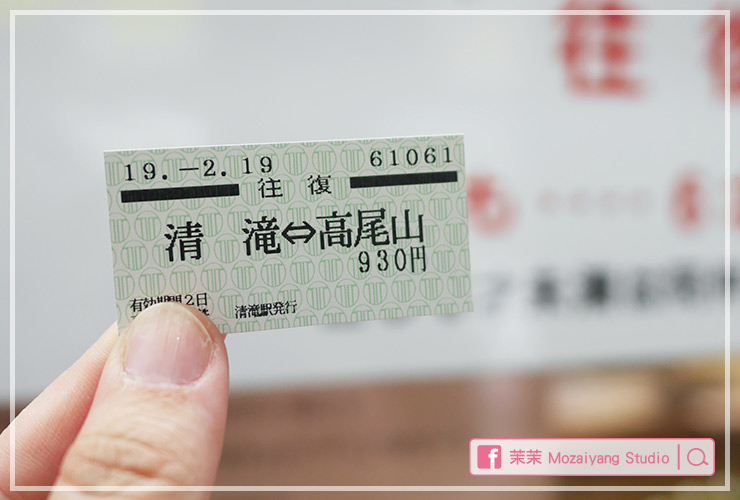 往
19.－2.19 61061
往 復
清 滝⇔高尾山
930円
有効期間2日
清滝駅発行
茉茉 Mozaiyang Studio